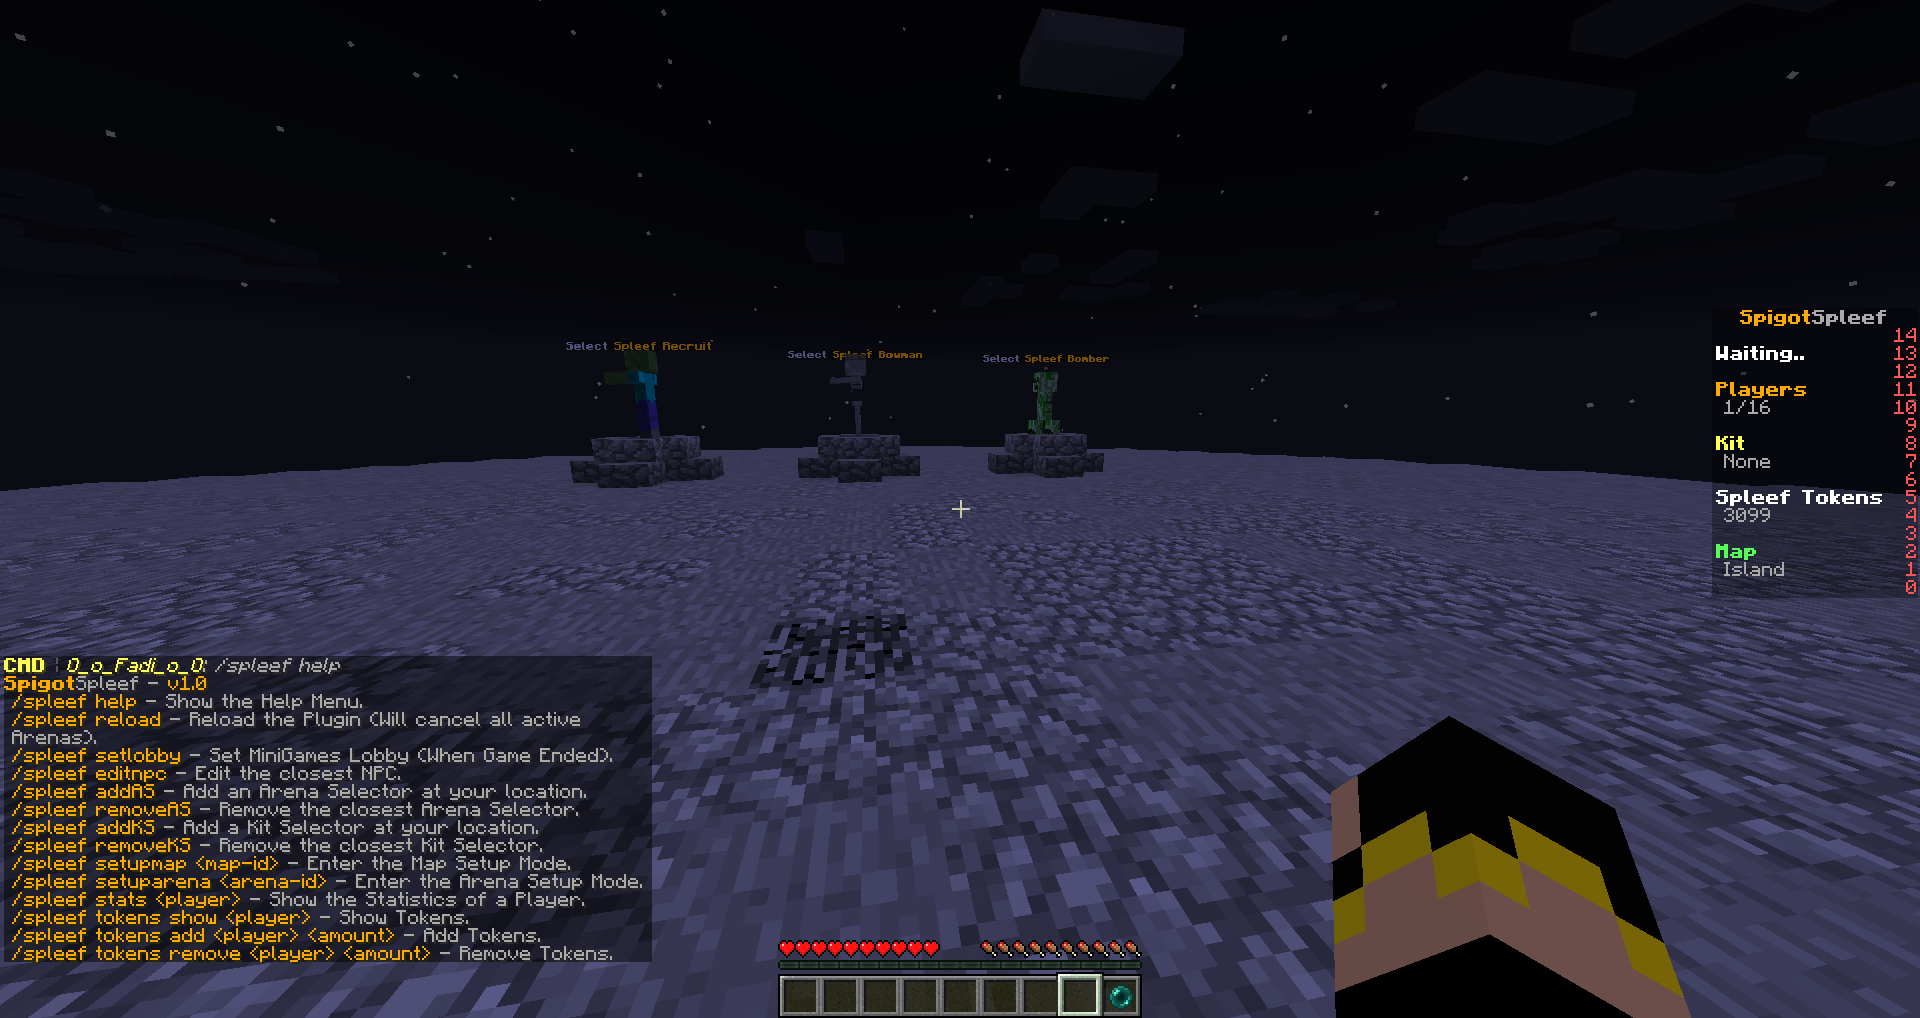 Select Spleef Recruit
Select Spleef Bowman
Select Spleef Bomber
SpigotSpleef
14
Waiting.. 13
12
Players 11
1/16 10
9
Kit 8
None 7
6
Spleef Tokens 5
3099 4
3
Map 2
Island 1
0
CMD | O_o_Fadi_o_O: /spleef help
SpigotSpleef - v1.0
/spleef help - Show the Help Menu.
/spleef reload - Reload the Plugin (Will cancel all active
Arenas).
/spleef setlobby - Set MiniGames Lobby (When Game Ended).
/spleef editnpc - Edit the closest NPC.
/spleef addAS - Add an Arena Selector at your location.
/spleef removeAS - Remove the closest Arena Selector.
/spleef addKS - Add a Kit Selector at your location.
/spleef removeKS - Remove the closest Kit Selector.
/spleef setupmap <map-id> - Enter the Map Setup Mode.
/spleef setuparena <arena-id> - Enter the Arena Setup Mode.
/spleef stats <player> - Show the Statistics of a Player.
/spleef tokens show <player> - Show Tokens.
/spleef tokens add <player> <amount> - Add Tokens.
/spleef tokens remove <player> <amount> - Remove Tokens.